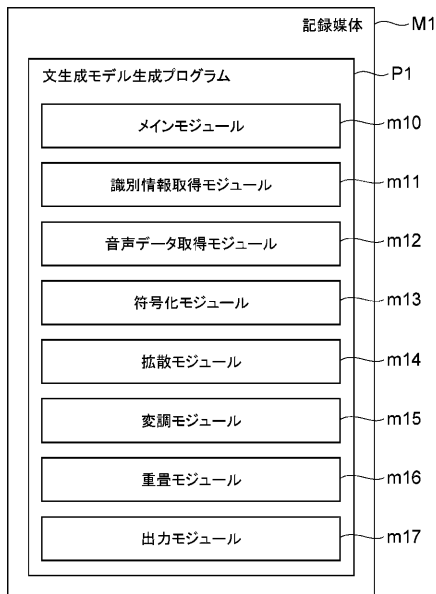 記録媒体 M1
文生成モデル生成プログラム P1
メインモジュール m10
識別情報取得モジュール m11
音声データ取得モジュール m12
符号化モジュール m13
拡散モジュール m14
変調モジュール m15
重畳モジュール m16
出力モジュール m17